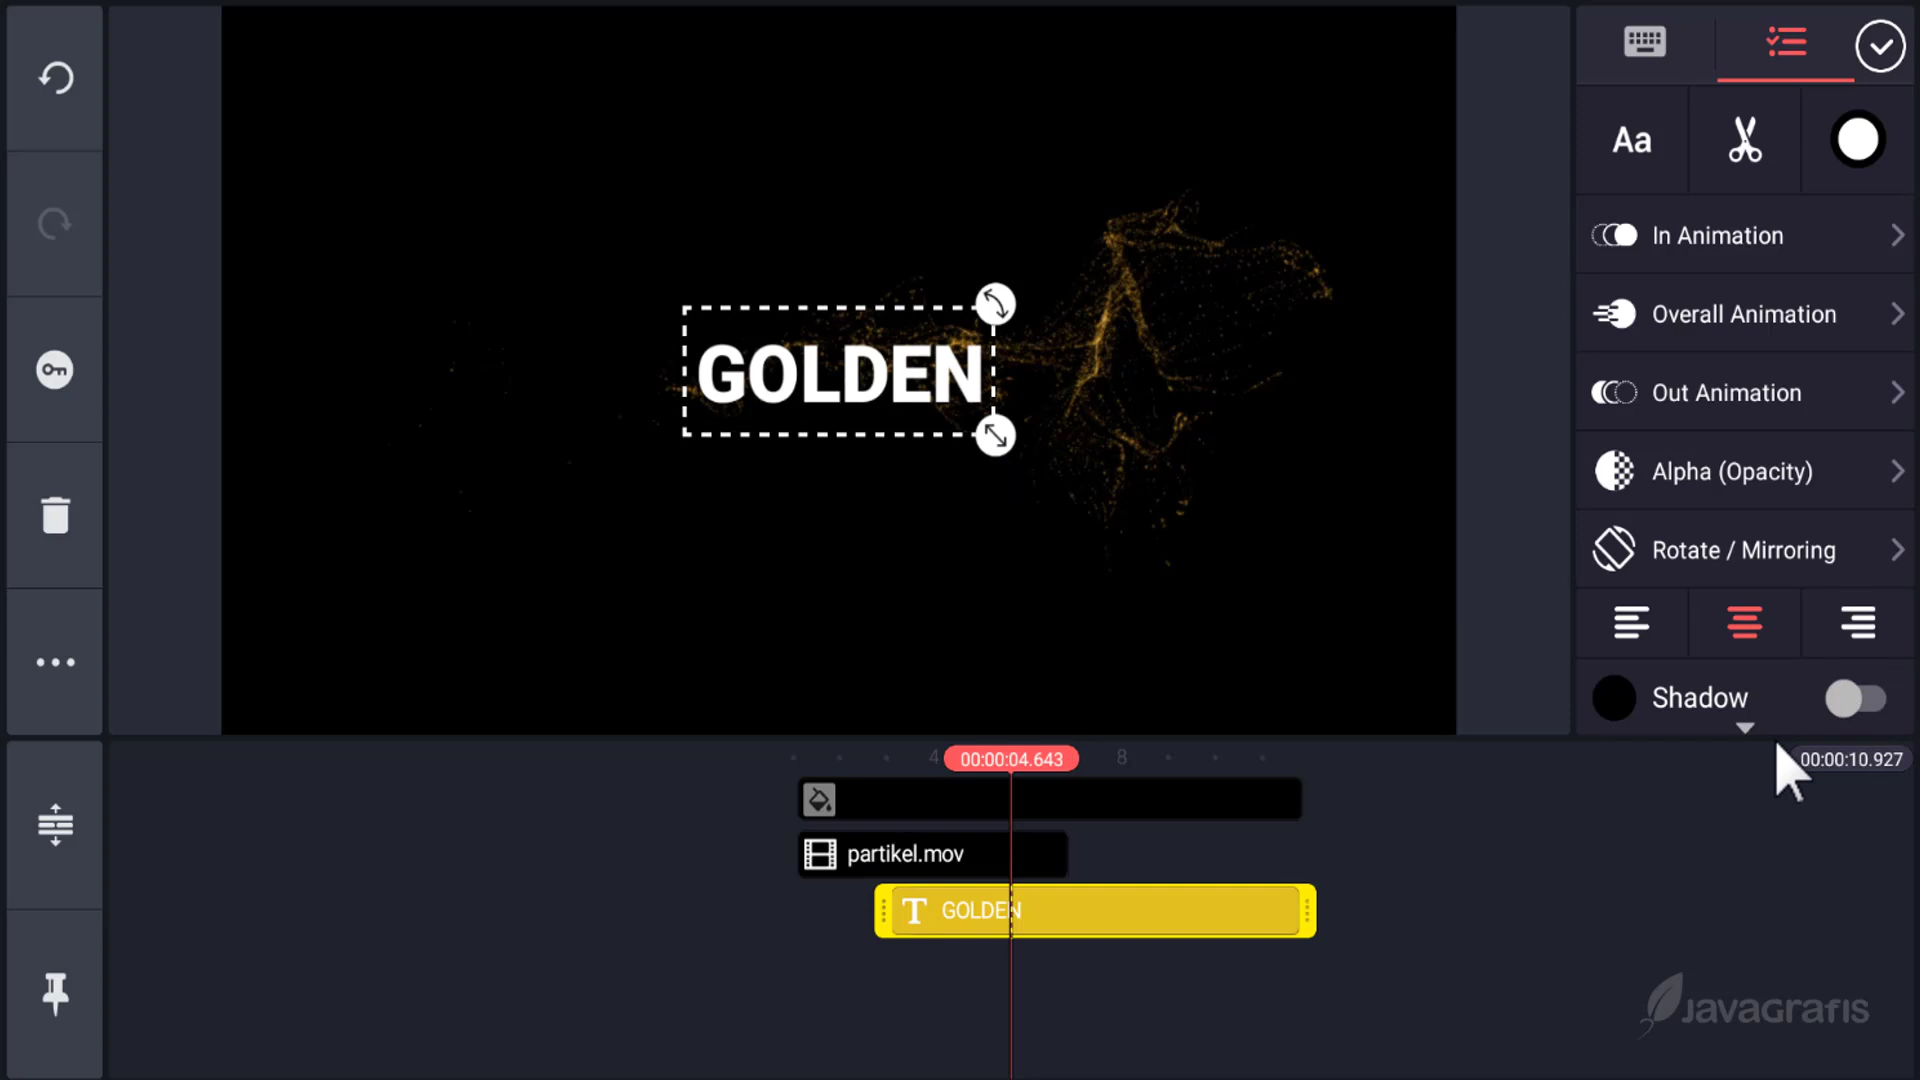 Aa
In Animation
Overall Animation
GOLDEN
Out Animation
Alpha (Opacity)
Rotate / Mirroring
Shadow
4
00:00:04.643
8
00:00:10.927
partikel.mov
T GOLDEN
Javagrafis